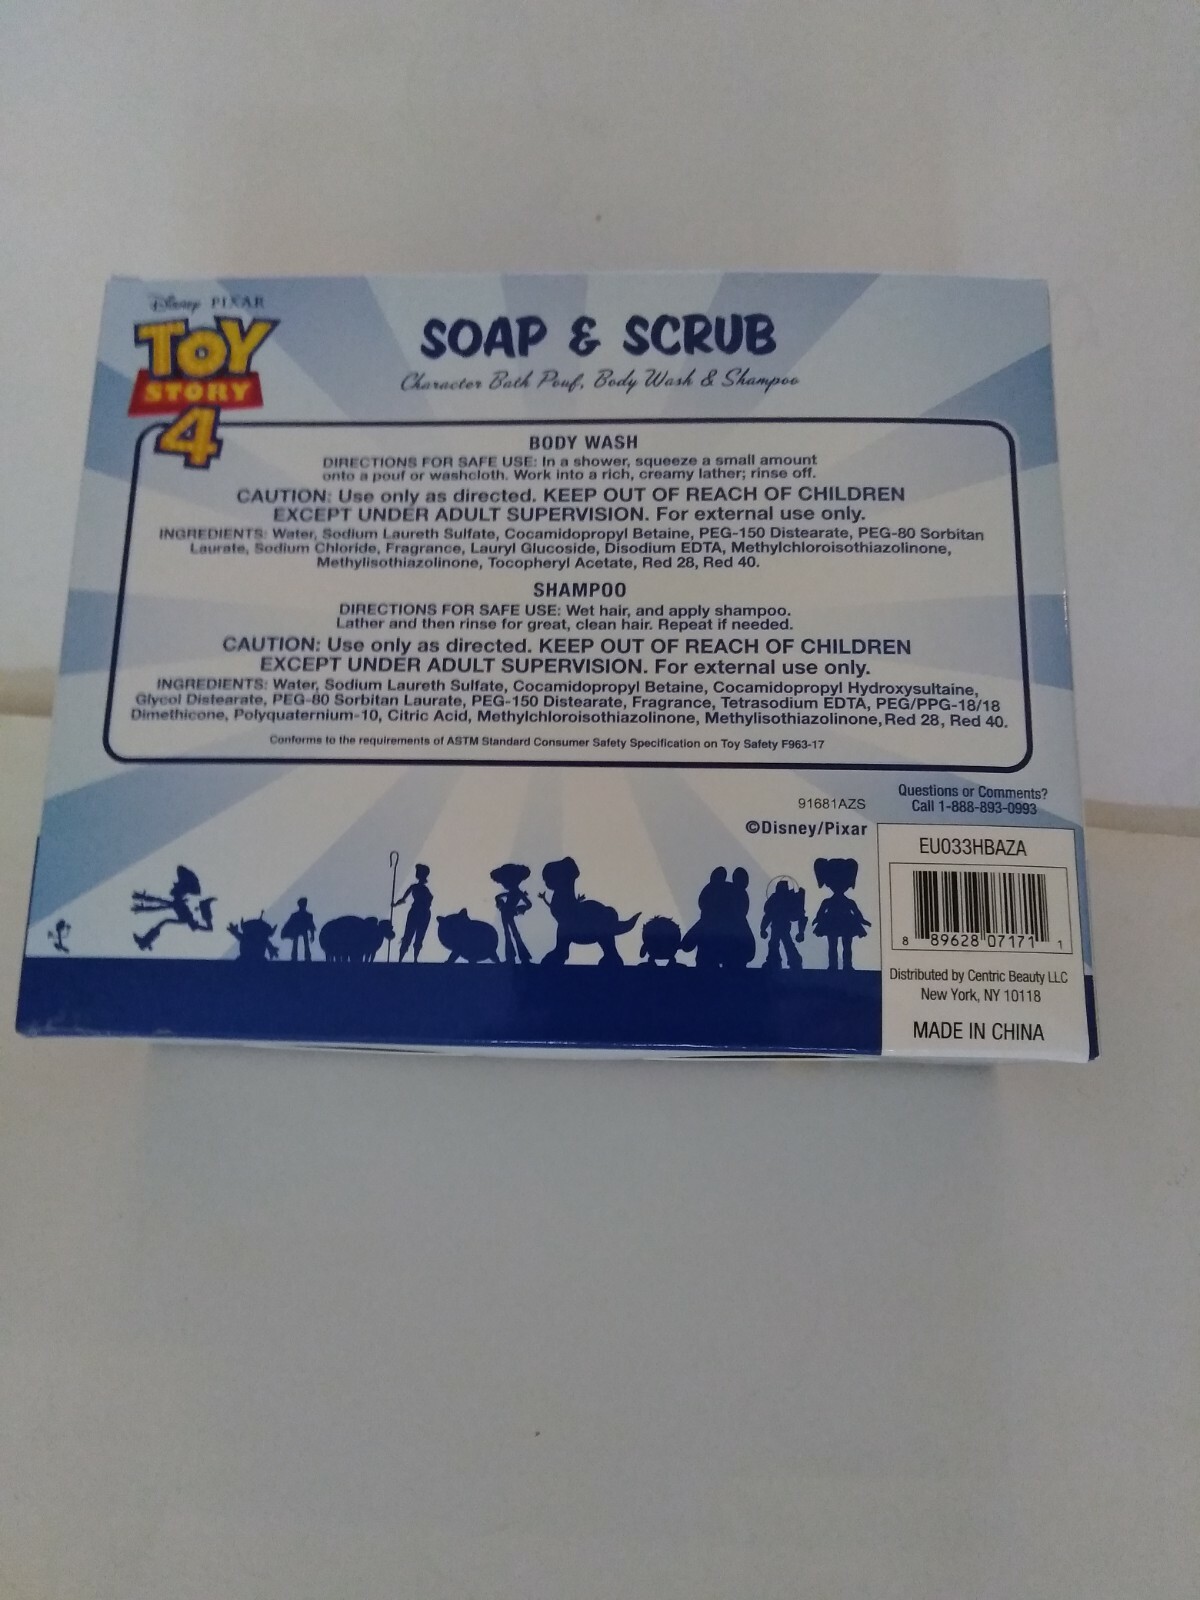 Disney PIXAR
TOY
STORY
4
SOAP & SCRUB
Character Bath Pouf, Body Wash & Shampoo
BODY WASH
DIRECTIONS FOR SAFE USE: In a shower, squeeze a small amount
onto a pouf or washcloth. Work into a rich, creamy lather; rinse off.
CAUTION: Use only as directed. KEEP OUT OF REACH OF CHILDREN
EXCEPT UNDER ADULT SUPERVISION. For external use only.
INGREDIENTS: Water, Sodium Laureth Sulfate, Cocamidopropyl Betaine, PEG-150 Distearate, PEG-80 Sorbitan
Laurate, Sodium Chloride, Fragrance, Lauryl Glucoside, Disodium EDTA, Methylchloroisothiazolinone,
Methylisothiazolinone, Tocopheryl Acetate, Red 28, Red 40.
SHAMPOO
DIRECTIONS FOR SAFE USE: Wet hair, and apply shampoo.
Lather and then rinse for great, clean hair. Repeat if needed.
CAUTION: Use only as directed. KEEP OUT OF REACH OF CHILDREN
EXCEPT UNDER ADULT SUPERVISION. For external use only.
INGREDIENTS: Water, Sodium Laureth Sulfate, Cocamidopropyl Betaine, Cocamidopropyl Hydroxysultaine,
Glycol Distearate, PEG-80 Sorbitan Laurate, PEG-150 Distearate, Fragrance, Tetrasodium EDTA, PEG/PPG-18/18
Dimethicone, Polyquaternium-10, Citric Acid, Methylchloroisothiazolinone, Methylisothiazolinone, Red 28, Red 40.
Conforms to the requirements of ASTM Standard Consumer Safety Specification on Toy Safety F963-17
91681AZS
©Disney/Pixar
Questions or Comments?
Call 1-888-893-0993
EU033HBAZA
8 89628 07171 1
Distributed by Centric Beauty LLC
New York, NY 10118
MADE IN CHINA